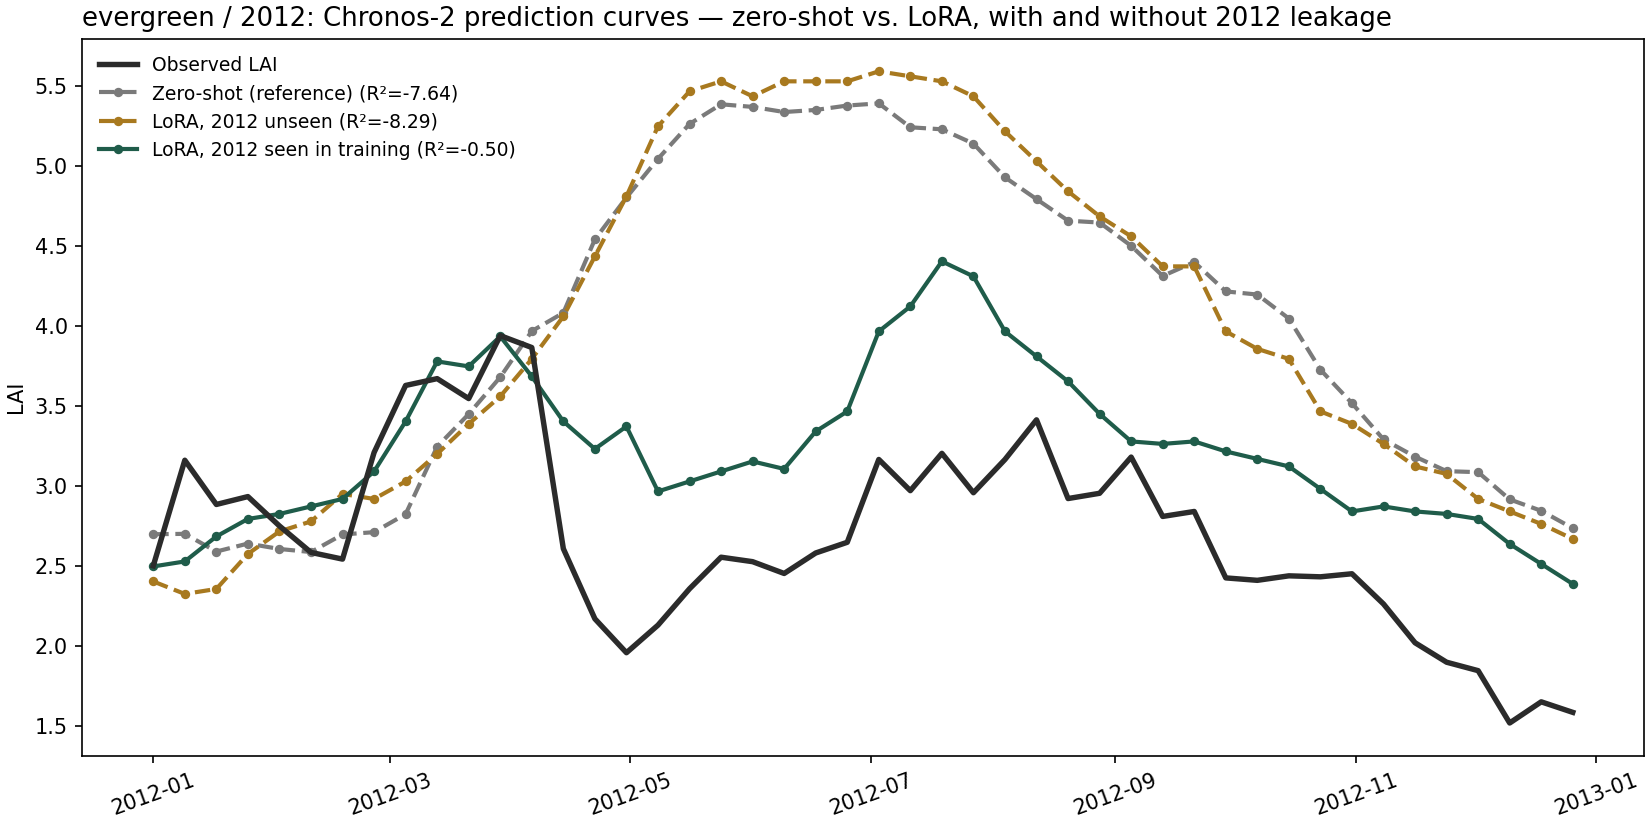 evergreen / 2012: Chronos-2 prediction curves — zero-shot vs. LoRA, with and without 2012 leakage
Observed LAI
Zero-shot (reference) (R²=-7.64)
LoRA, 2012 unseen (R²=-8.29)
LoRA, 2012 seen in training (R²=-0.50)
LAI
5.5
5.0
4.5
4.0
3.5
3.0
2.5
2.0
1.5
2012-01
2012-03
2012-05
2012-07
2012-09
2012-11
2013-01